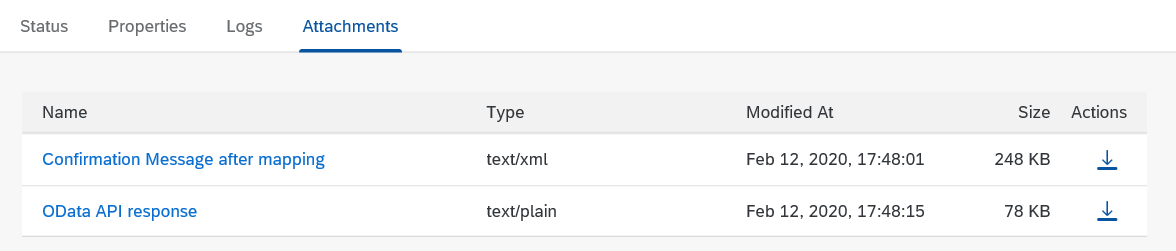 Status Properties Logs Attachments
Name Type Modified At Size Actions
Confirmation Message after mapping text/xml Feb 12, 2020, 17:48:01 248 KB
OData API response text/plain Feb 12, 2020, 17:48:15 78 KB